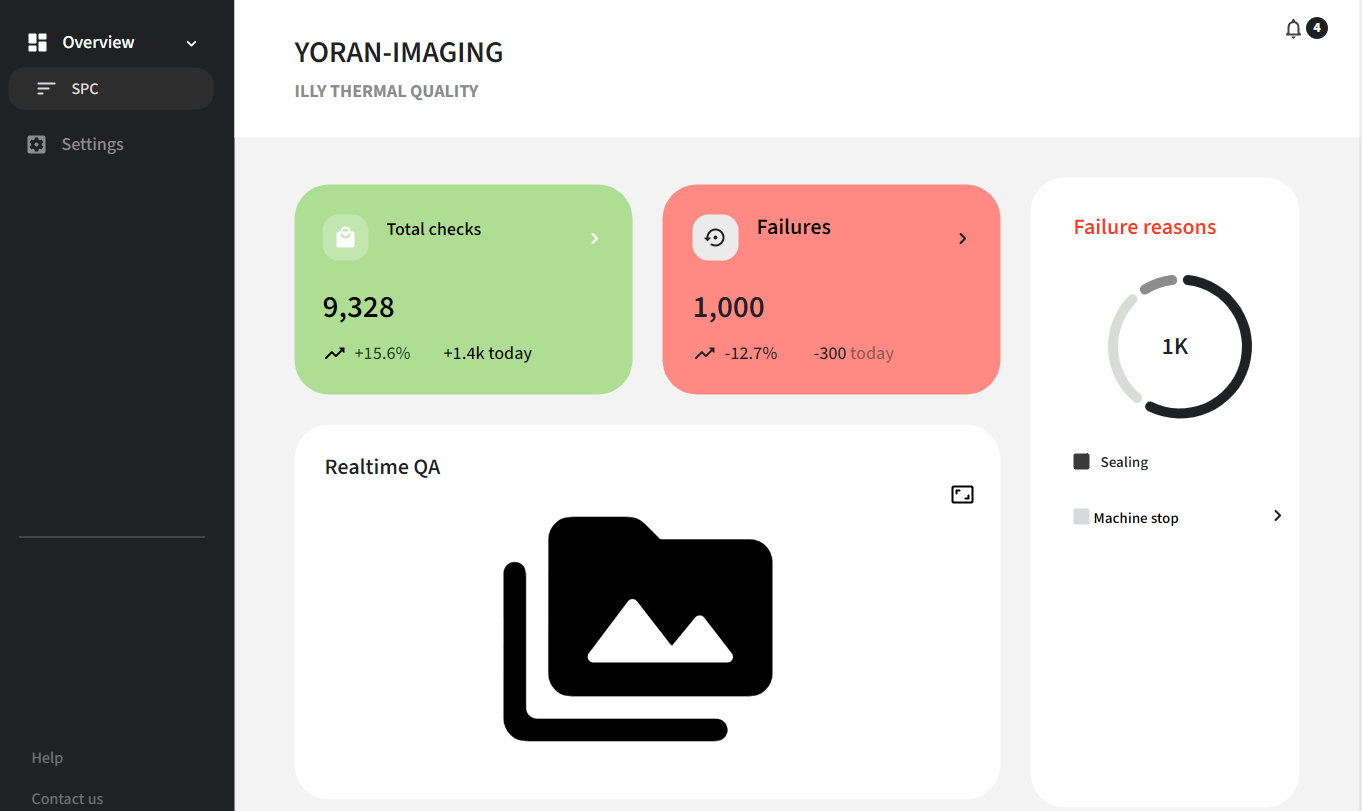 Overview
SPC
Settings
Help
Contact us
YORAN-IMAGING
ILLY THERMAL QUALITY
4
Total checks
9,328
+15.6% +1.4k today
Failures
1,000
-12.7% -300 today
Realtime QA
Failure reasons
1K
Sealing
Machine stop